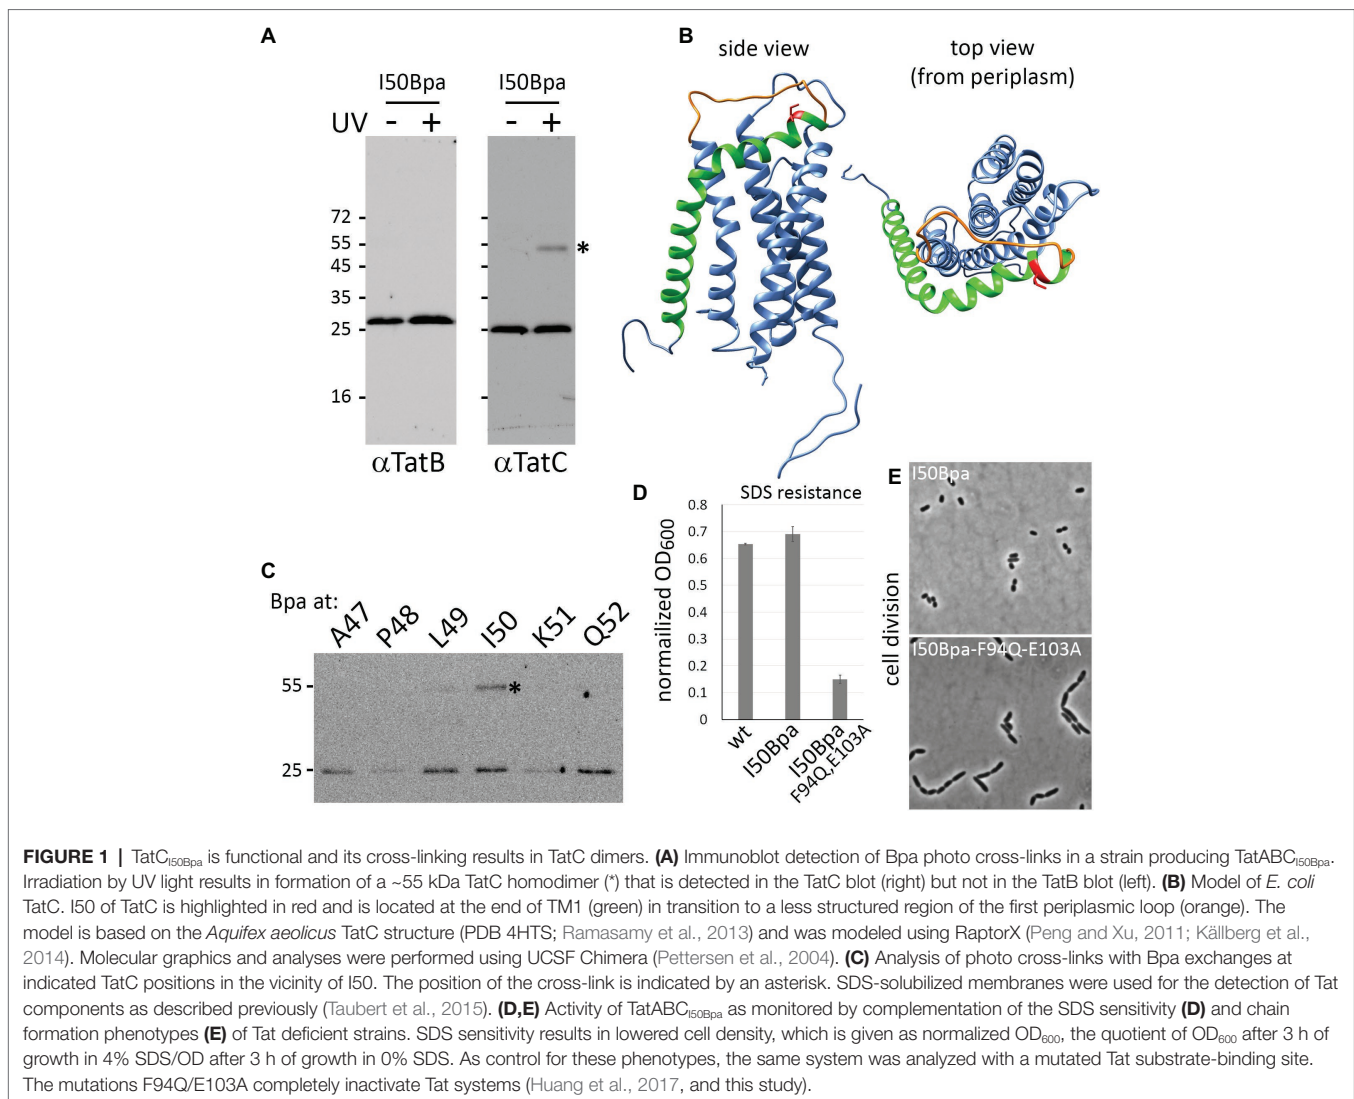 A
I50Bpa
I50Bpa
UV - + - +
72
55
*
45
35
25
16
αTatB
αTatC
B
side view
top view
(from periplasm)
C
Bpa at:
A47 P48 L49 I50 K51 Q52
55
*
25
D
SDS resistance
normailized OD600
0.8
0.7
0.6
0.5
0.4
0.3
0.2
0.1
0
wt
I50Bpa
I50Bpa
F94Q,E103A
E
cell division
I50Bpa
I50Bpa-F94Q-E103A
FIGURE 1 | TatCI50Bpa is functional and its cross-linking results in TatC dimers. (A) Immunoblot detection of Bpa photo cross-links in a strain producing TatABCI50Bpa.
Irradiation by UV light results in formation of a ~55 kDa TatC homodimer (*) that is detected in the TatC blot (right) but not in the TatB blot (left). (B) Model of E. coli
TatC. I50 of TatC is highlighted in red and is located at the end of TM1 (green) in transition to a less structured region of the first periplasmic loop (orange). The
model is based on the Aquifex aeolicus TatC structure (PDB 4HTS; Ramasamy et al., 2013) and was modeled using RaptorX (Peng and Xu, 2011; Källberg et al.,
2014). Molecular graphics and analyses were performed using UCSF Chimera (Pettersen et al., 2004). (C) Analysis of photo cross-links with Bpa exchanges at
indicated TatC positions in the vicinity of I50. The position of the cross-link is indicated by an asterisk. SDS-solubilized membranes were used for the detection of Tat
components as described previously (Taubert et al., 2015). (D,E) Activity of TatABCI50Bpa as monitored by complementation of the SDS sensitivity (D) and chain
formation phenotypes (E) of Tat deficient strains. SDS sensitivity results in lowered cell density, which is given as normalized OD600, the quotient of OD600 after 3 h of
growth in 4% SDS/OD after 3 h of growth in 0% SDS. As control for these phenotypes, the same system was analyzed with a mutated Tat substrate-binding site.
The mutations F94Q/E103A completely inactivate Tat systems (Huang et al., 2017, and this study).